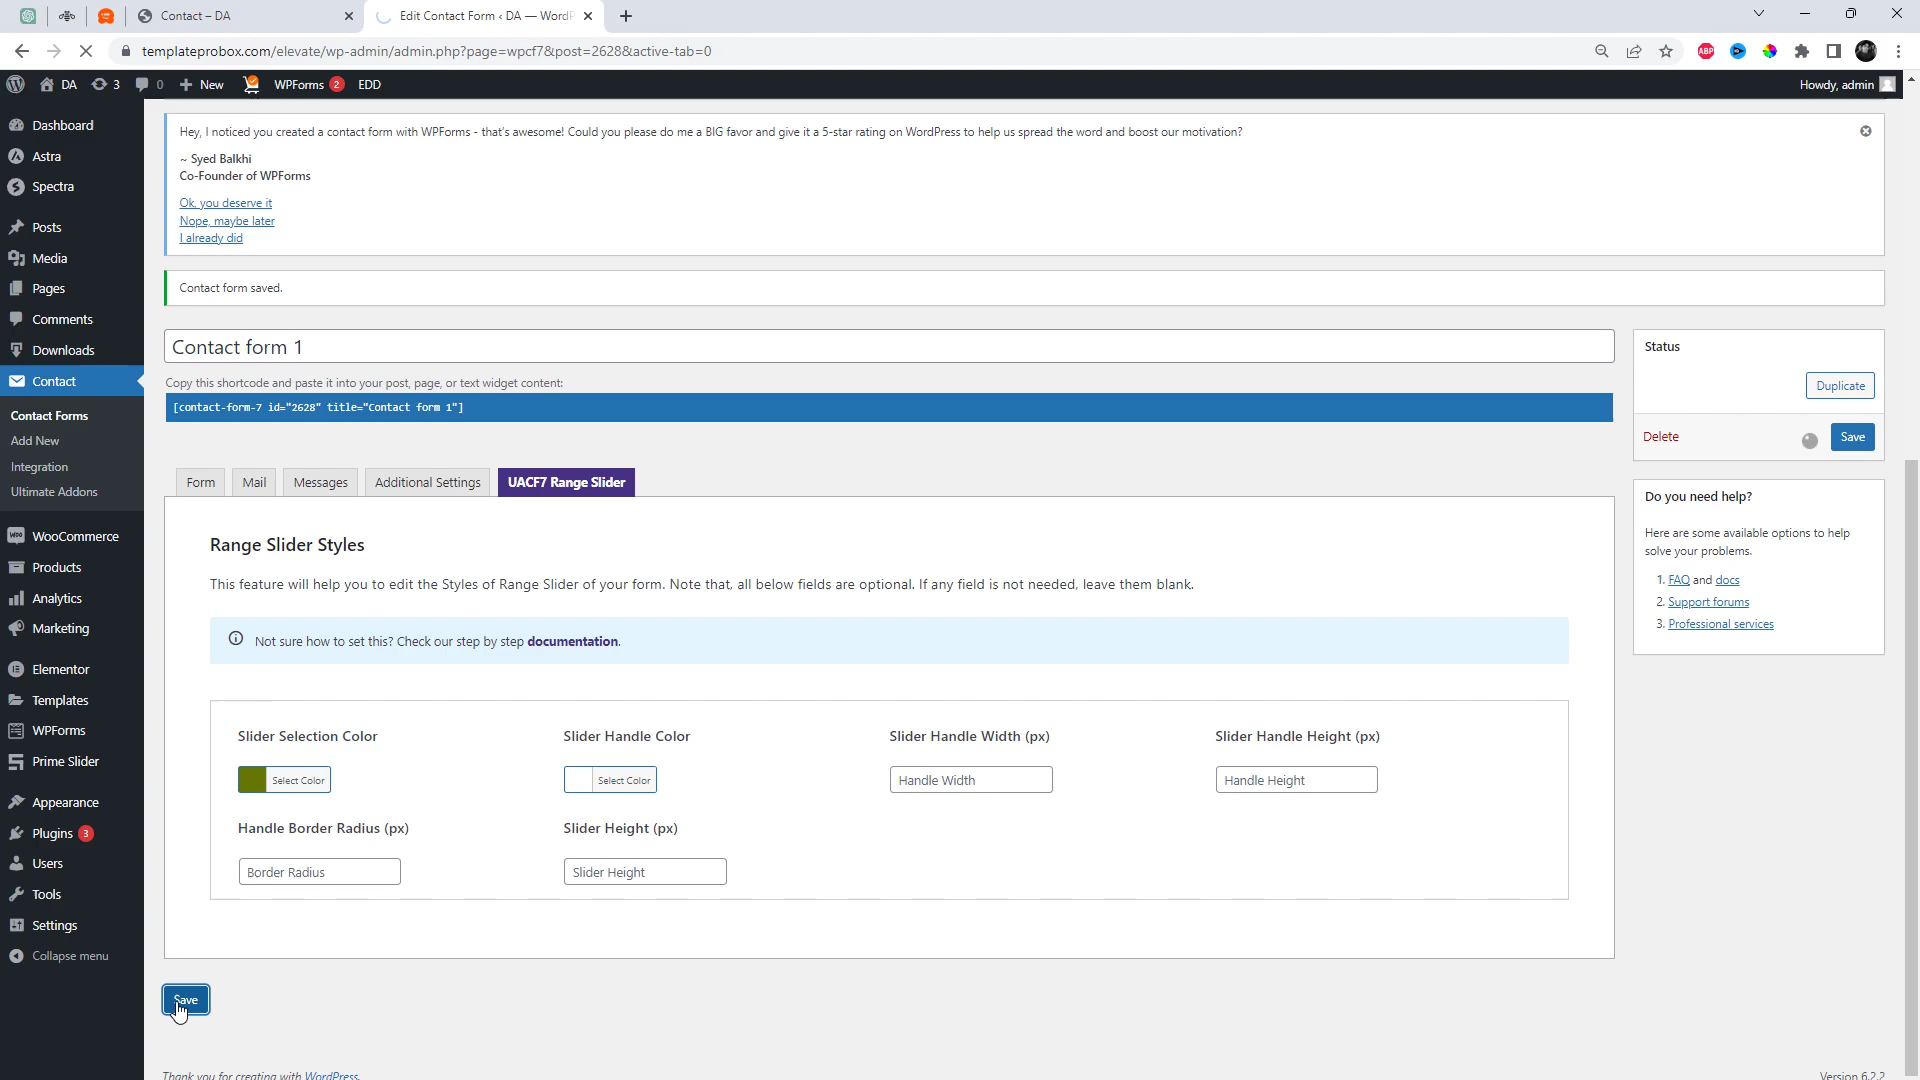 Contact – DA
Edit Contact Form ‹ DA — WordP
templateprobox.com/elevate/wp-admin/admin.php?page=wpcf7&post=2628&active-tab=0
ABP
DA
3
0
New
WPForms 2
EDD
Howdy, admin
Dashboard
Astra
Spectra
Posts
Media
Pages
Comments
Downloads
Contact
Contact Forms
Add New
Integration
Ultimate Addons
WooCommerce
Products
Analytics
Marketing
Elementor
Templates
WPForms
Prime Slider
Appearance
Plugins 3
Users
Tools
Settings
Collapse menu
Hey, I noticed you created a contact form with WPForms - that's awesome! Could you please do me a BIG favor and give it a 5-star rating on WordPress to help us spread the word and boost our motivation?
~ Syed Balkhi
Co-Founder of WPForms
Ok, you deserve it
Nope, maybe later
I already did
Contact form saved.
Contact form 1
Copy this shortcode and paste it into your post, page, or text widget content:
[contact-form-7 id="2628" title="Contact form 1"]
Form
Mail
Messages
Additional Settings
UACF7 Range Slider
Range Slider Styles
This feature will help you to edit the Styles of Range Slider of your form. Note that, all below fields are optional. If any field is not needed, leave them blank.
Not sure how to set this? Check our step by step documentation.
Slider Selection Color
Select Color
Slider Handle Color
Select Color
Slider Handle Width (px)
Handle Width
Slider Handle Height (px)
Handle Height
Handle Border Radius (px)
Border Radius
Slider Height (px)
Slider Height
Save
Status
Duplicate
Delete
Save
Do you need help?
Here are some available options to help
solve your problems.
1. FAQ and docs
2. Support forums
3. Professional services
Thank you for creating with WordPress.
Version 6.2.2